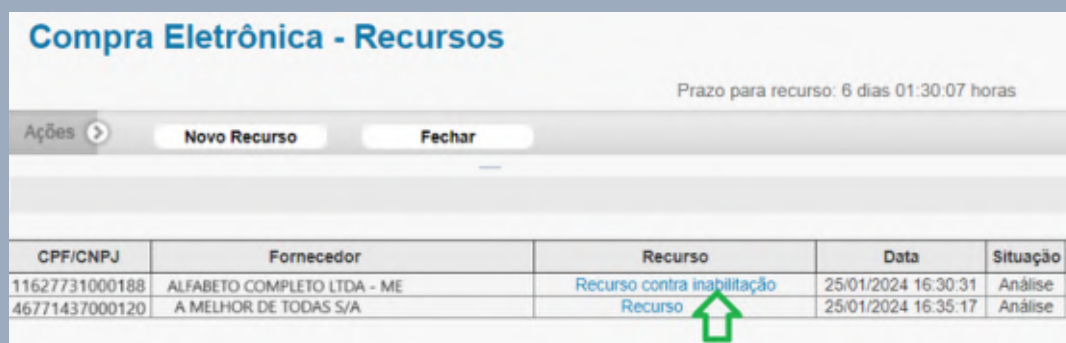 Compra Eletrônica - Recursos
Prazo para recurso: 6 dias 01:30:07 horas
Ações Novo Recurso Fechar
CPF/CNPJ Fornecedor Recurso Data Situação
11627731000188 ALFABETO COMPLETO LTDA - ME Recurso contra inabilitação 25/01/2024 16:30:31 Análise
46771437000120 A MELHOR DE TODAS S/A Recurso 25/01/2024 16:35:17 Análise